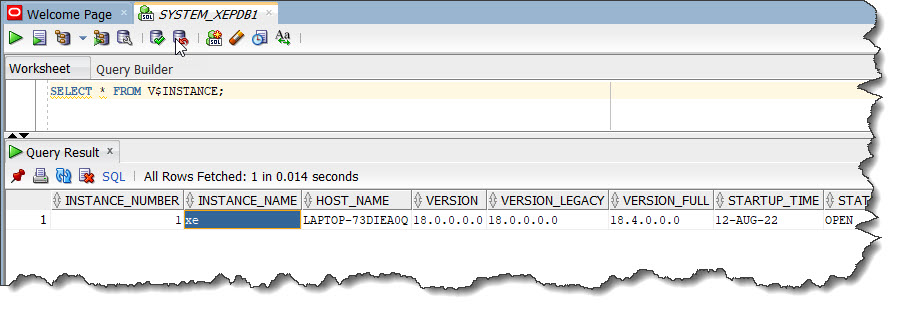 Welcome Page SYSTEM_XEPDB1
Worksheet Query Builder
SELECT * FROM V$INSTANCE;
Query Result
SQL All Rows Fetched: 1 in 0.014 seconds
INSTANCE_NUMBER INSTANCE_NAME HOST_NAME VERSION VERSION_LEGACY VERSION_FULL STARTUP_TIME STAT
1 1 xe LAPTOP-73DIEA0Q 18.0.0.0.0 18.0.0.0.0 18.4.0.0.0 12-AUG-22 OPEN